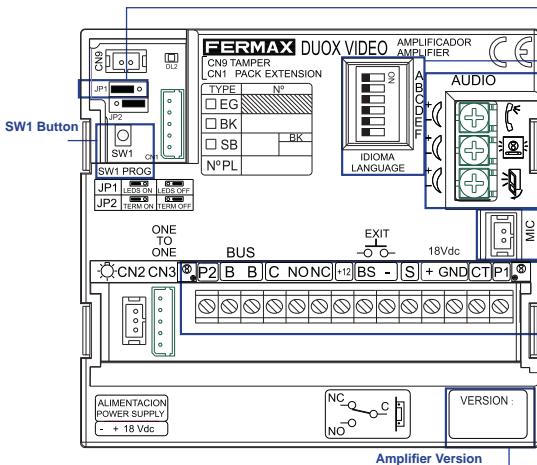 FERMAX DUOX VIDEO AMPLIFICADOR
AMPLIFIER
CN9 TAMPER
CN1 PACK EXTENSION
CN9
DL2
JP1
JP2
SW1
CN1
SW1 Button
SW1 PROG
JP1 LEDS ON LEDS OFF
JP2 TERM ON TERM OFF
TYPE Nº
EG
BK
SB BK
Nº PL
ON
A
B
C
D
E
F
IDIOMA
LANGUAGE
AUDIO
+
+
+
-
MIC
ONE
TO
ONE
BUS
EXIT
18Vdc
CN2 CN3 P2 B B C NO NC +12 BS - S + GND CT P1
ALIMENTACION
POWER SUPPLY
- + 18 Vdc
NC
C
NO
VERSION :
Amplifier Version